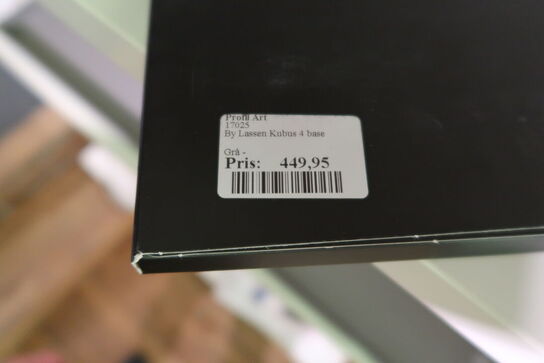 Profil Art
17025
By Lassen Kubus 4 base
Grå -
Pris: 449,95